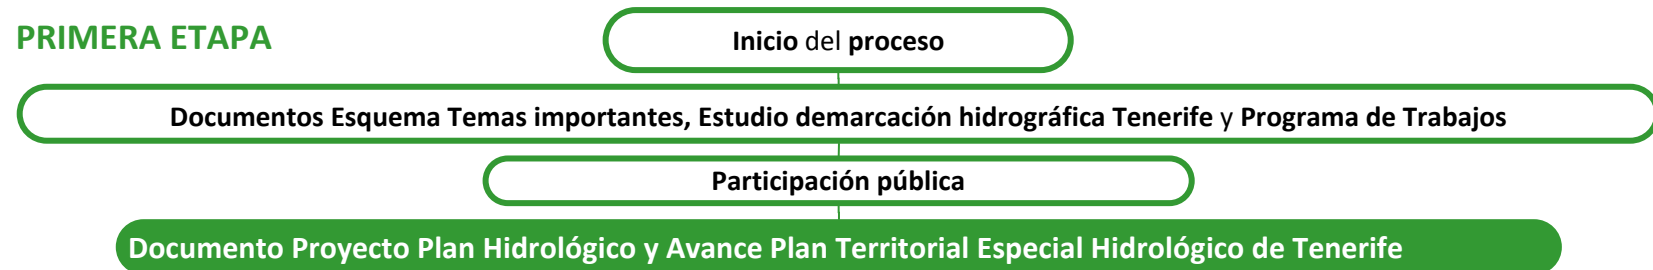 PRIMERA ETAPA
Inicio del proceso
Documentos Esquema Temas importantes, Estudio demarcación hidrográfica Tenerife y Programa de Trabajos
Participación pública
Documento Proyecto Plan Hidrológico y Avance Plan Territorial Especial Hidrológico de Tenerife